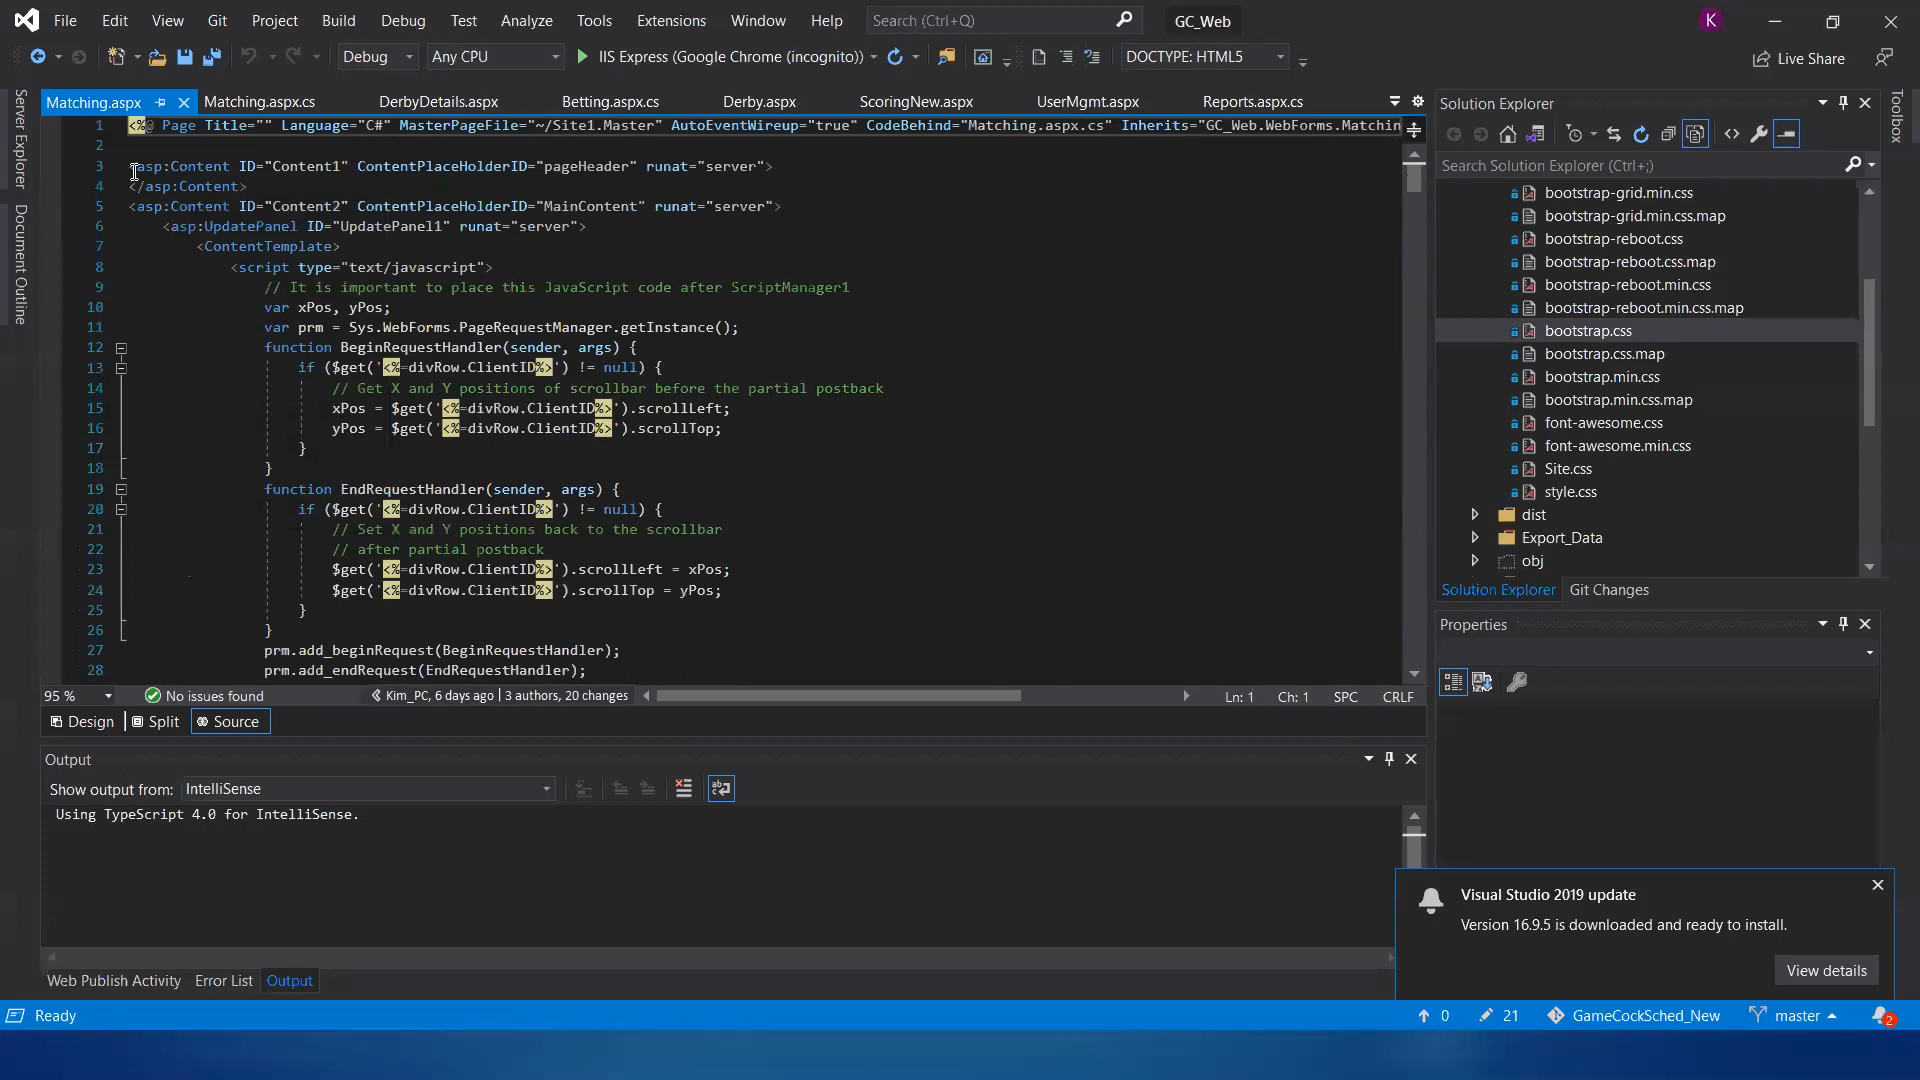 File Edit View Git Project Build Debug Test Analyze Tools Extensions Window Help Search (Ctrl+Q) GC_Web K
Debug Any CPU IIS Express (Google Chrome (incognito)) DOCTYPE: HTML5 Live Share
Matching.aspx Matching.aspx.cs DerbyDetails.aspx Betting.aspx.cs Derby.aspx ScoringNew.aspx UserMgmt.aspx Reports.aspx.cs
Server Explorer
Document Outline
1 <%@ Page Title="" Language="C#" MasterPageFile="~/Site1.Master" AutoEventWireup="true" CodeBehind="Matching.aspx.cs" Inherits="GC_Web.WebForms.Matchin
2
3 <asp:Content ID="Content1" ContentPlaceHolderID="pageHeader" runat="server">
4 </asp:Content>
5 <asp:Content ID="Content2" ContentPlaceHolderID="MainContent" runat="server">
6 <asp:UpdatePanel ID="UpdatePanel1" runat="server">
7 <ContentTemplate>
8 <script type="text/javascript">
9 // It is important to place this JavaScript code after ScriptManager1
10 var xPos, yPos;
11 var prm = Sys.WebForms.PageRequestManager.getInstance();
12 function BeginRequestHandler(sender, args) {
13 if ($get('<%=divRow.ClientID%>') != null) {
14 // Get X and Y positions of scrollbar before the partial postback
15 xPos = $get('<%=divRow.ClientID%>').scrollLeft;
16 yPos = $get('<%=divRow.ClientID%>').scrollTop;
17 }
18 }
19 function EndRequestHandler(sender, args) {
20 if ($get('<%=divRow.ClientID%>') != null) {
21 // Set X and Y positions back to the scrollbar
22 // after partial postback
23 $get('<%=divRow.ClientID%>').scrollLeft = xPos;
24 $get('<%=divRow.ClientID%>').scrollTop = yPos;
25 }
26 }
27 prm.add_beginRequest(BeginRequestHandler);
28 prm.add_endRequest(EndRequestHandler);
95 % No issues found Kim_PC, 6 days ago | 3 authors, 20 changes Ln: 1 Ch: 1 SPC CRLF
Design Split Source
Output
Show output from: IntelliSense
Using TypeScript 4.0 for IntelliSense.
Web Publish Activity Error List Output
Solution Explorer
Search Solution Explorer (Ctrl+;)
bootstrap-grid.min.css
bootstrap-grid.min.css.map
bootstrap-reboot.css
bootstrap-reboot.css.map
bootstrap-reboot.min.css
bootstrap-reboot.min.css.map
bootstrap.css
bootstrap.css.map
bootstrap.min.css
bootstrap.min.css.map
font-awesome.css
font-awesome.min.css
Site.css
style.css
dist
Export_Data
obj
Solution Explorer Git Changes
Properties
Toolbox
Visual Studio 2019 update
Version 16.9.5 is downloaded and ready to install.
View details
Ready 0 21 GameCockSched_New master 2